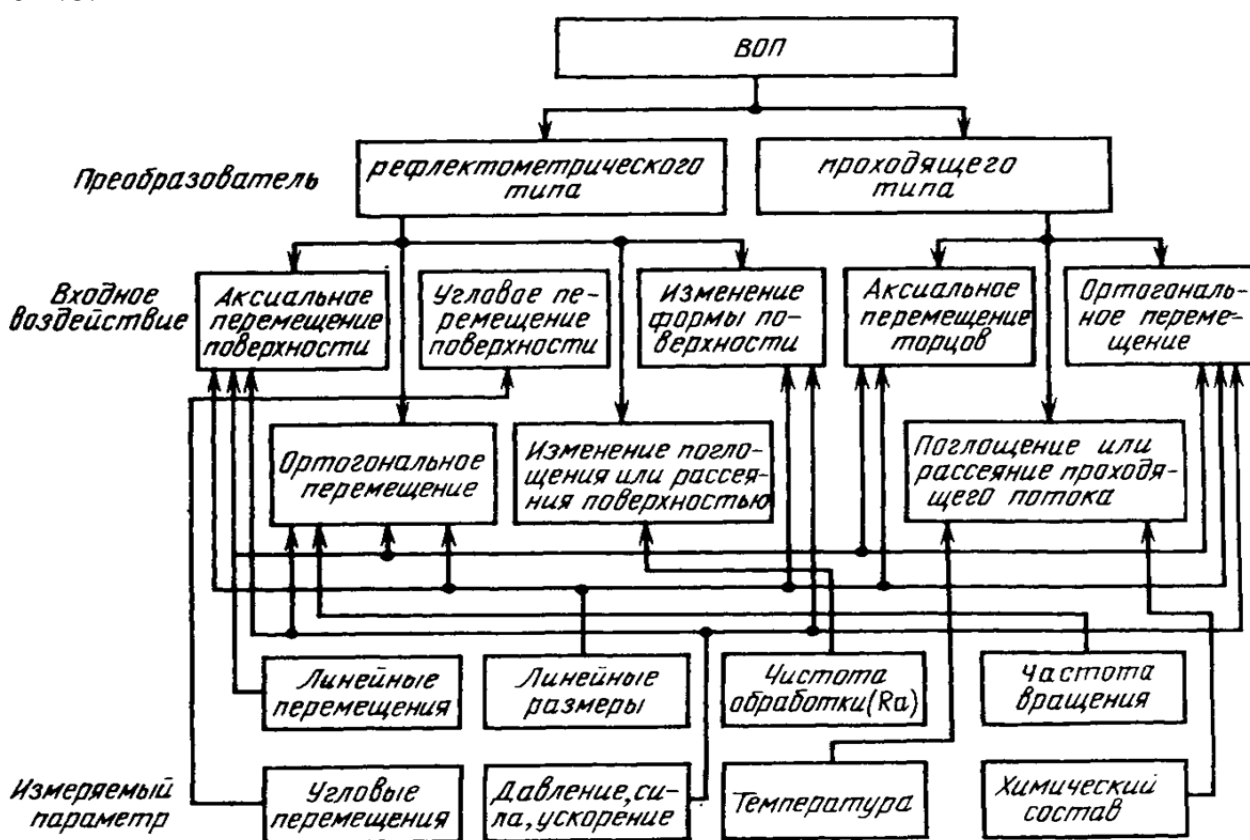 ВОП
Преобразователь
рефлектометрического
типа
проходящего
типа
Входное
воздействие
Аксиальное
перемещение
поверхности
Угловое пе-
ремещение
поверхности
Изменение
формы по-
верхности
Аксиальное
перемещение
торцов
Ортогональ-
ное переме-
щение
Ортогональное
перемещение
Изменение погло-
щения или рассея-
ния поверхностью
Поглощение или
рассеяние проходя-
щего потока
Линейные
перемещения
Линейные
размеры
Чистота
обработки(Ra)
Частота
вращения
Измеряемый
параметр
Угловые
перемещения
Давление, си-
ла, ускорение
Температура
Химический
состав